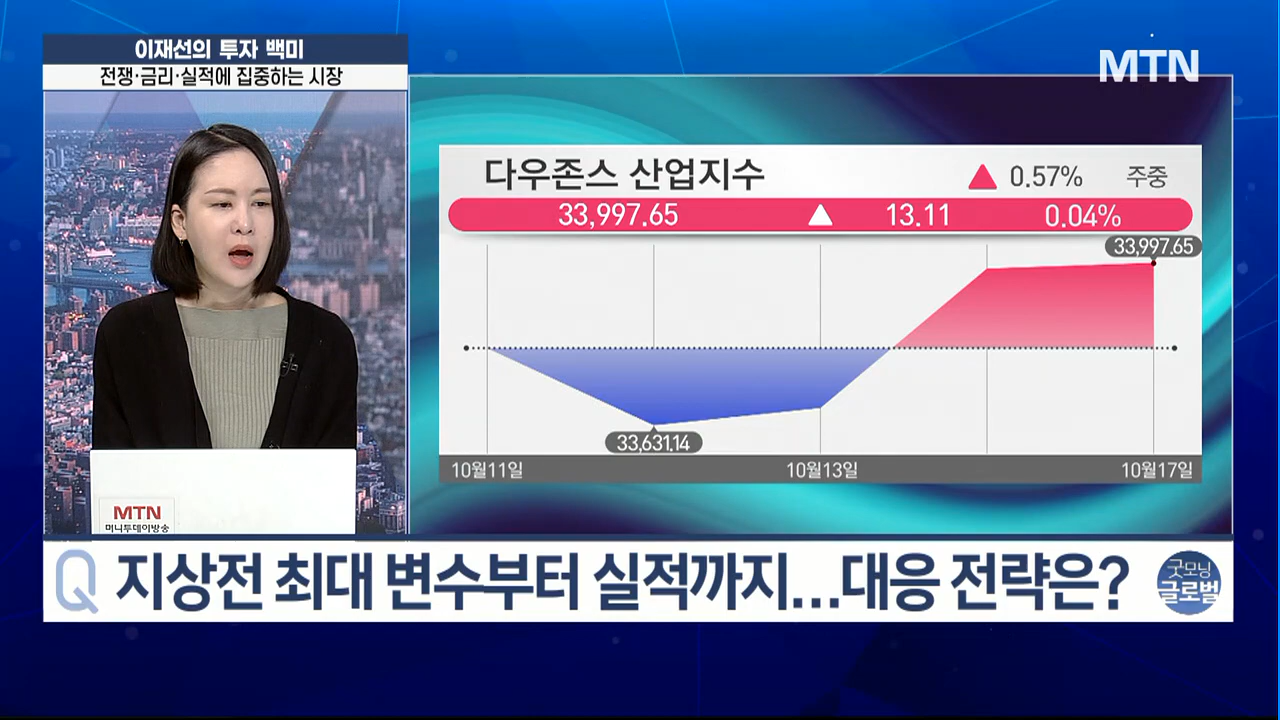 이재선의 투자 백미
전쟁·금리·실적에 집중하는 시장
MTN
다우존스 산업지수 ▲ 0.57% 주중
33,997.65 ▲ 13.11 0.04%
33,997.65
33,631.14
10월11일 10월13일 10월17일
MTN
머니투데이방송
Q 지상전 최대 변수부터 실적까지...대응 전략은?
굿모닝
글로벌